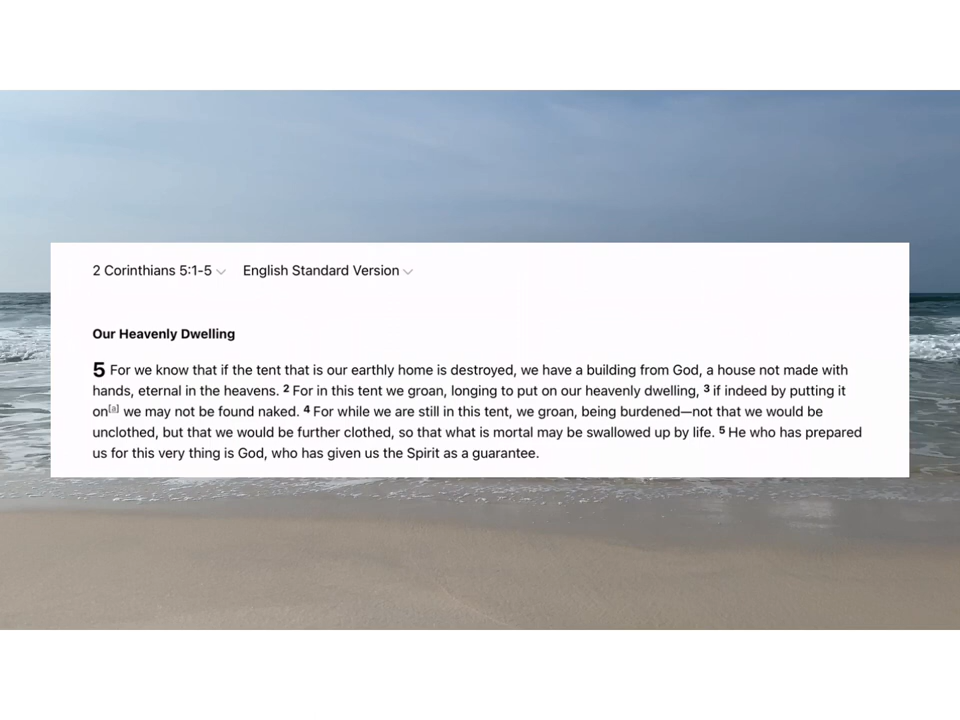 2 Corinthians 5:1-5 English Standard Version
Our Heavenly Dwelling
5 For we know that if the tent that is our earthly home is destroyed, we have a building from God, a house not made with
hands, eternal in the heavens. 2 For in this tent we groan, longing to put on our heavenly dwelling, 3 if indeed by putting it
on[a] we may not be found naked. 4 For while we are still in this tent, we groan, being burdened—not that we would be
unclothed, but that we would be further clothed, so that what is mortal may be swallowed up by life. 5 He who has prepared
us for this very thing is God, who has given us the Spirit as a guarantee.